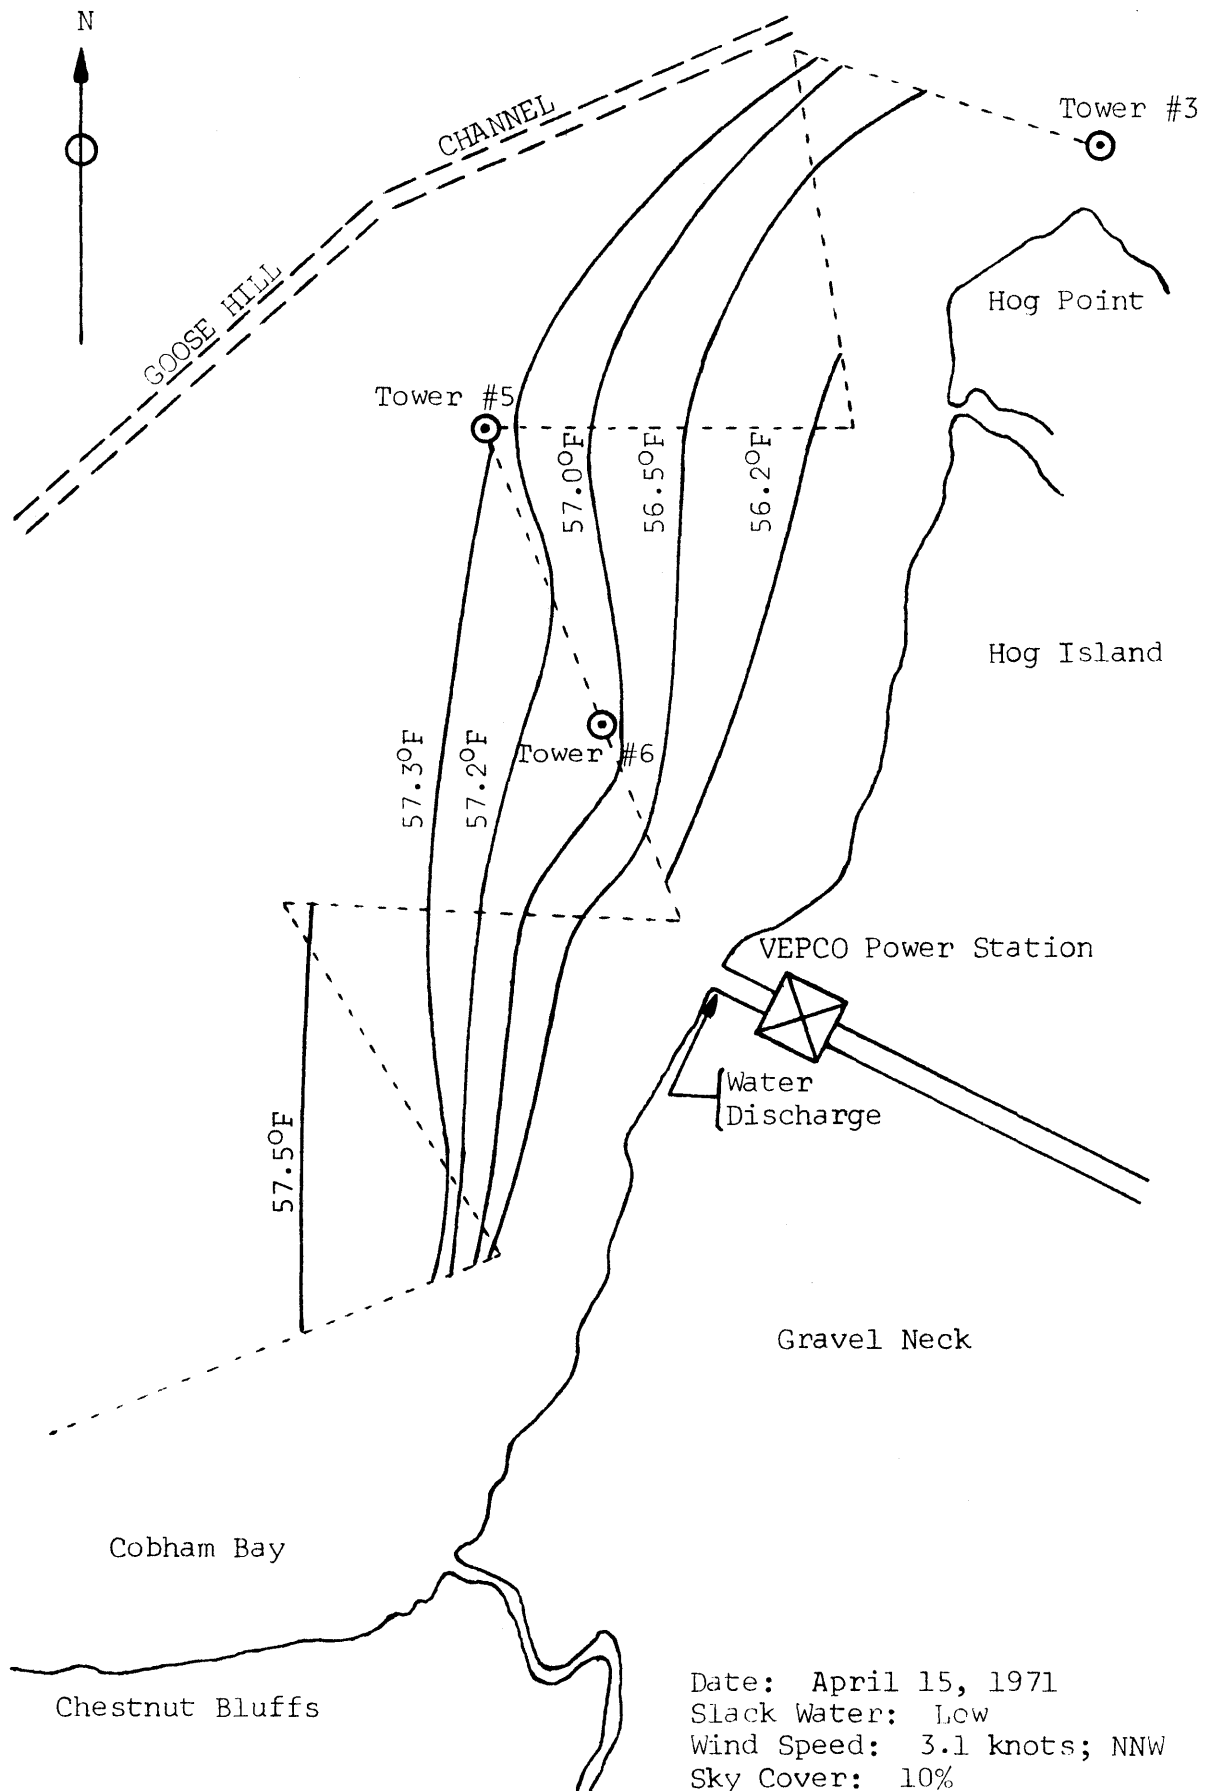 N
CHANNEL
Tower #3
GOOSE HILL
Hog Point
Tower #5
57.0°F
56.5°F
56.2°F
Hog Island
57.3°F
57.2°F
Tower #6
VEPCO Power Station
Water
Discharge
57.5°F
Gravel Neck
Cobham Bay
Chestnut Bluffs
Date: April 15, 1971
Slack Water: Low
Wind Speed: 3.1 knots; NNW
Sky Cover: 10%